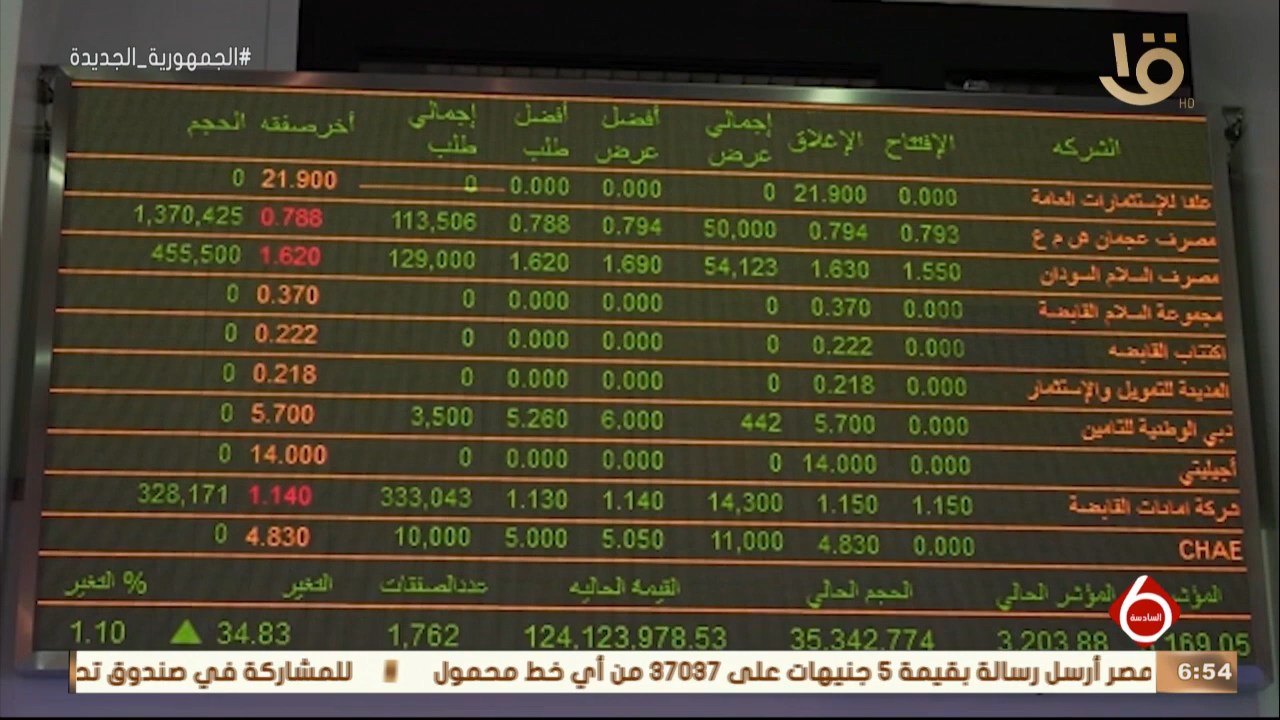 #الجمهورية_الجديدة
HD
الشركه الإفتتاح الإغلاق إجمالي عرض أفضل عرض أفضل طلب إجمالي طلب أخرصفقه الحجم
علفا للإستثمارات العامة 0.000 21.900 0 0.000 0.000 0 21.900 0
مصرف عجمان ش م ع 0.793 0.794 50,000 0.794 0.788 113,506 0.788 1,370,425
مصرف السلام السودان 1.550 1.630 54,123 1.690 1.620 129,000 1.620 455,500
مجموعة السلام القابضة 0.000 0.370 0 0.000 0.000 0 0.370 0
اكتتاب القابضه 0.000 0.222 0 0.000 0.000 0 0.222 0
المدينة للتمويل والإستثمار 0.000 0.218 0 0.000 0.000 0 0.218 0
دبي الوطنية للتامين 0.000 5.700 442 6.000 5.260 3,500 5.700 0
أجيليتي 0.000 14.000 0 0.000 0.000 0 14.000 0
شركة امانات القابضة 1.150 1.150 14,300 1.140 1.130 333,043 1.140 328,171
CHAE 0.000 4.830 11,000 5.050 5.000 10,000 4.830 0
المؤشر الحالي الحجم الحالي القيمة الحاليه عددالصفقات التغير % التغير
3,203.88 35,342,774 124,123,978.53 1,762 34.83 ▲ 1.10
السادسة
6:54 مصر أرسل رسالة بقيمة 5 جنيهات على 37037 من أي خط محمول للمشاركة في صندوق تح